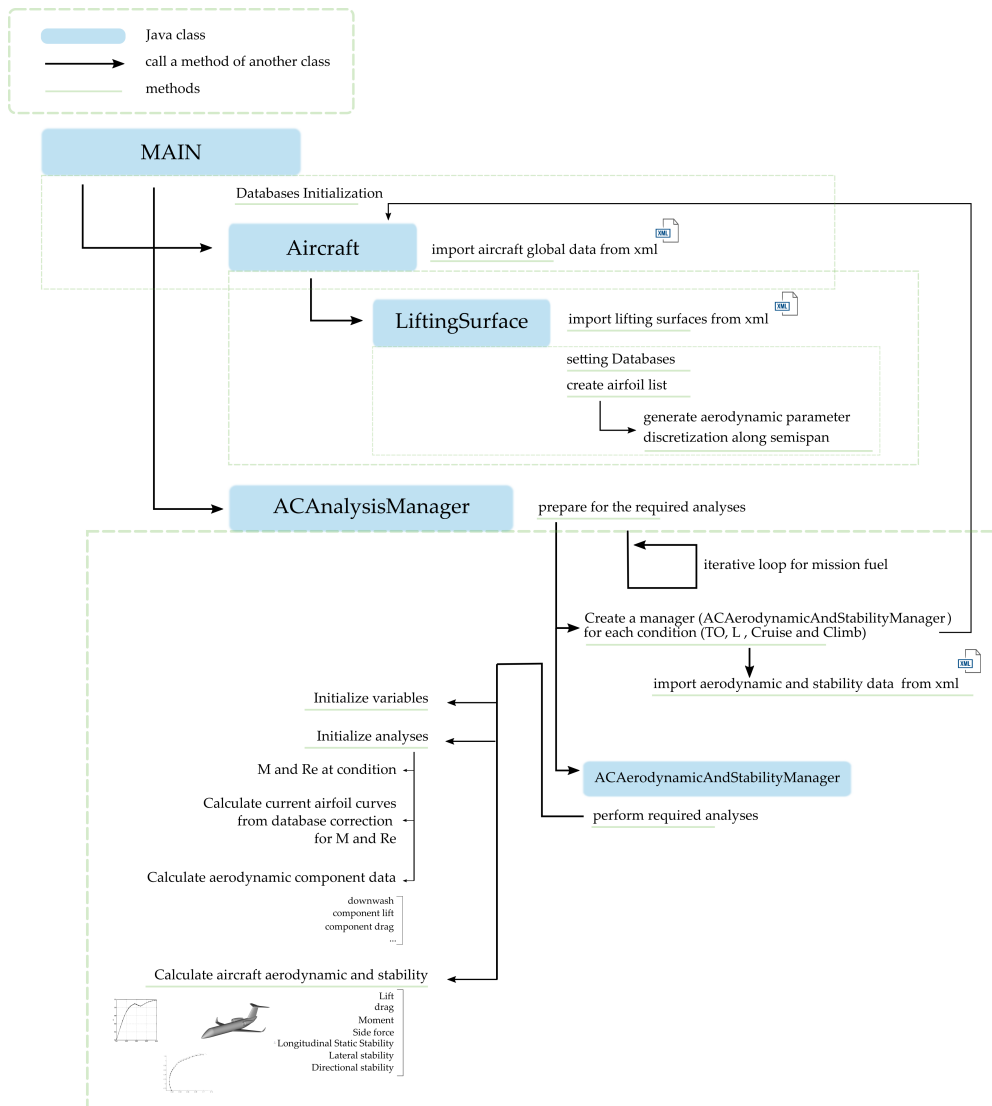 Java class
call a method of another class
methods
MAIN
Databases Initialization
Aircraft
import aircraft global data from xml
XML
LiftingSurface
import lifting surfaces from xml
XML
setting Databases
create airfoil list
generate aerodynamic parameter
discretization along semispan
ACAnalysisManager
prepare for the required analyses
iterative loop for mission fuel
Create a manager (ACAerodynamicAndStabilityManager)
for each condition (TO, L , Cruise and Climb)
XML
import aerodynamic and stability data from xml
Initialize variables
Initialize analyses
M and Re at condition
Calculate current airfoil curves
from database correction
for M and Re
Calculate aerodynamic component data
downwash
component lift
component drag
...
ACAerodynamicAndStabilityManager
perform required analyses
Calculate aircraft aerodynamic and stability
Lift
drag
Moment
Side force
Longitudinal Static Stability
Lateral stability
Directional stability